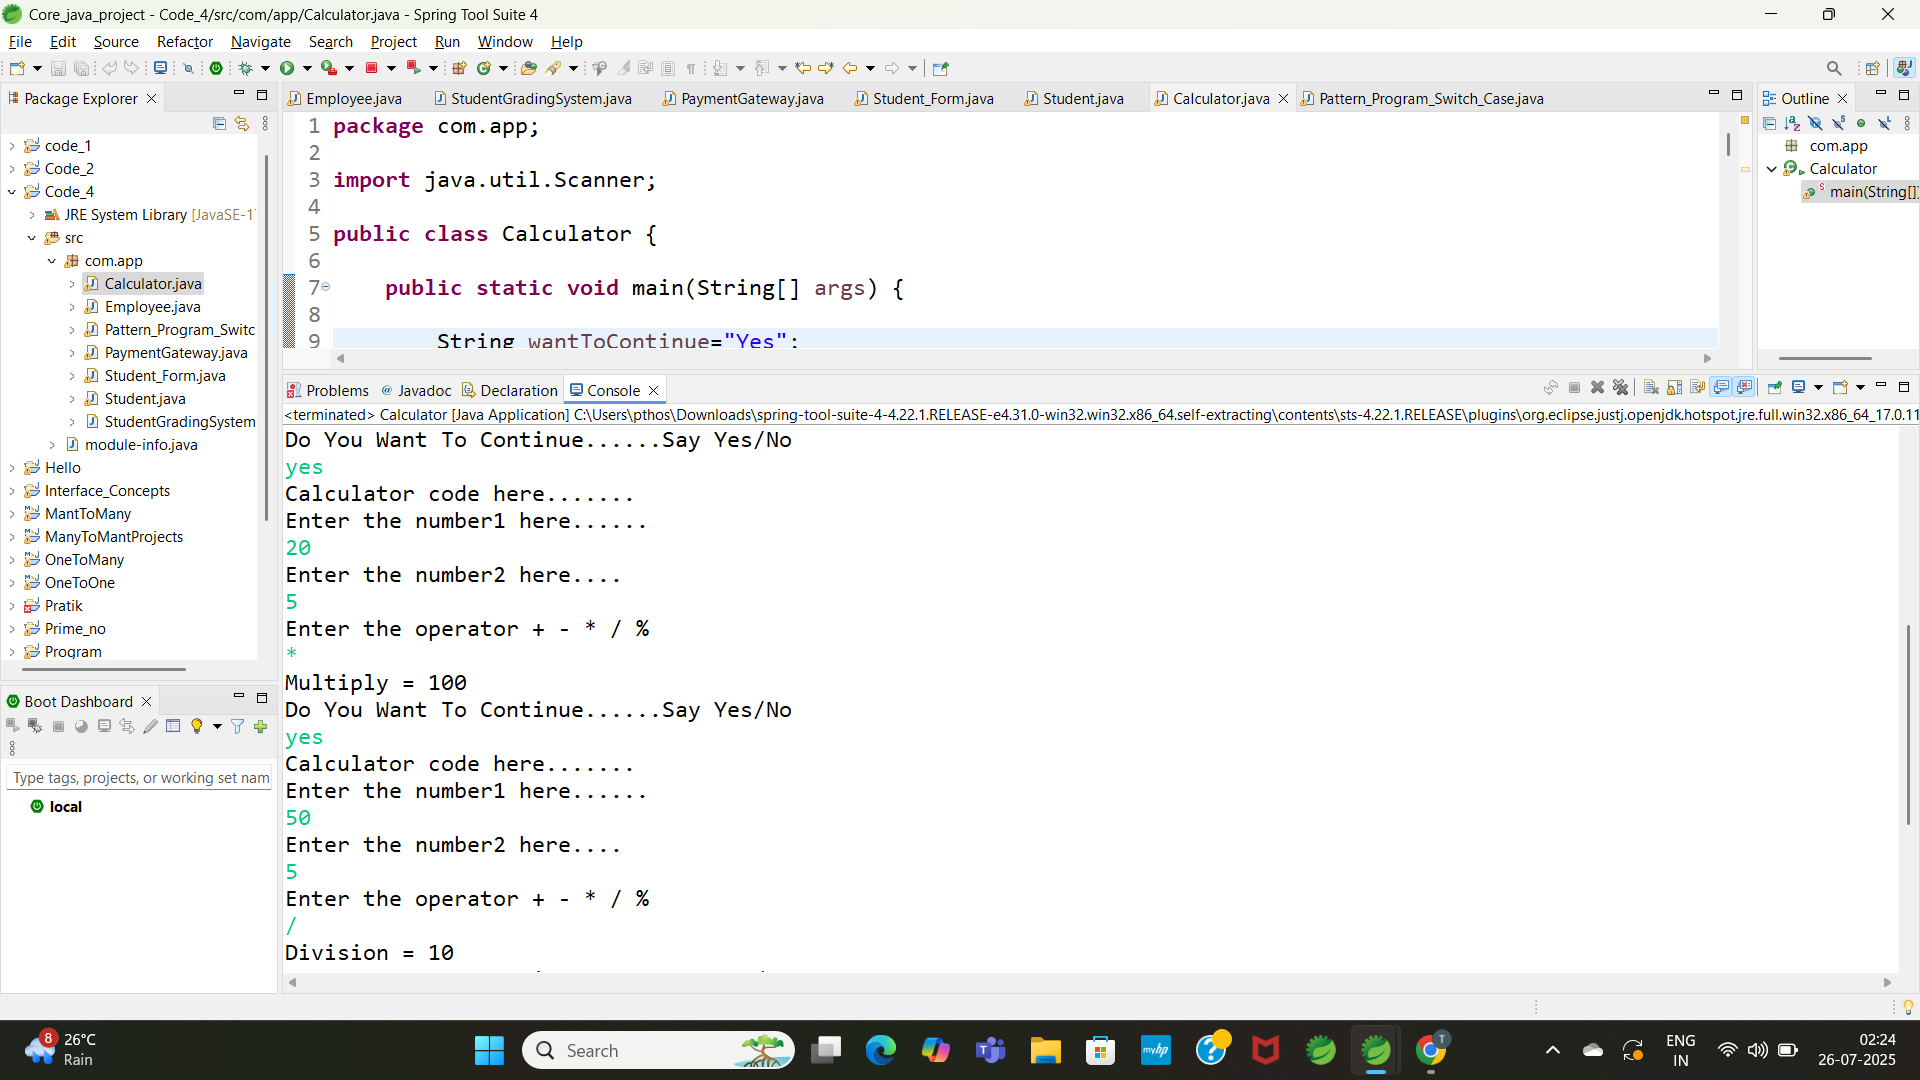 Core_java_project - Code_4/src/com/app/Calculator.java - Spring Tool Suite 4
File Edit Source Refactor Navigate Search Project Run Window Help
Package Explorer
code_1
Code_2
Code_4
JRE System Library [JavaSE-1
src
com.app
Calculator.java
Employee.java
Pattern_Program_Switc
PaymentGateway.java
Student_Form.java
Student.java
StudentGradingSystem
module-info.java
Hello
Interface_Concepts
MantToMany
ManyToMantProjects
OneToMany
OneToOne
Pratik
Prime_no
Program
Boot Dashboard
Type tags, projects, or working set nam
local
Employee.java StudentGradingSystem.java PaymentGateway.java Student_Form.java Student.java Calculator.java Pattern_Program_Switch_Case.java
1 package com.app;
2
3 import java.util.Scanner;
4
5 public class Calculator {
6
7 public static void main(String[] args) {
8
9 String wantToContinue="Yes";
Outline
com.app
Calculator
main(String[])
Problems Javadoc Declaration Console
<terminated> Calculator [Java Application] C:\Users\pthos\Downloads\spring-tool-suite-4-4.22.1.RELEASE-e4.31.0-win32.win32.x86_64.self-extracting\contents\sts-4.22.1.RELEASE\plugins\org.eclipse.justj.openjdk.hotspot.jre.full.win32.x86_64_17.0.11
Do You Want To Continue......Say Yes/No
yes
Calculator code here.......
Enter the number1 here......
20
Enter the number2 here....
5
Enter the operator + - * / %
*
Multiply = 100
Do You Want To Continue......Say Yes/No
yes
Calculator code here.......
Enter the number1 here......
50
Enter the number2 here....
5
Enter the operator + - * / %
/
Division = 10
8
26°C
Rain
Search
myhp
T
ENG
IN
02:24
26-07-2025